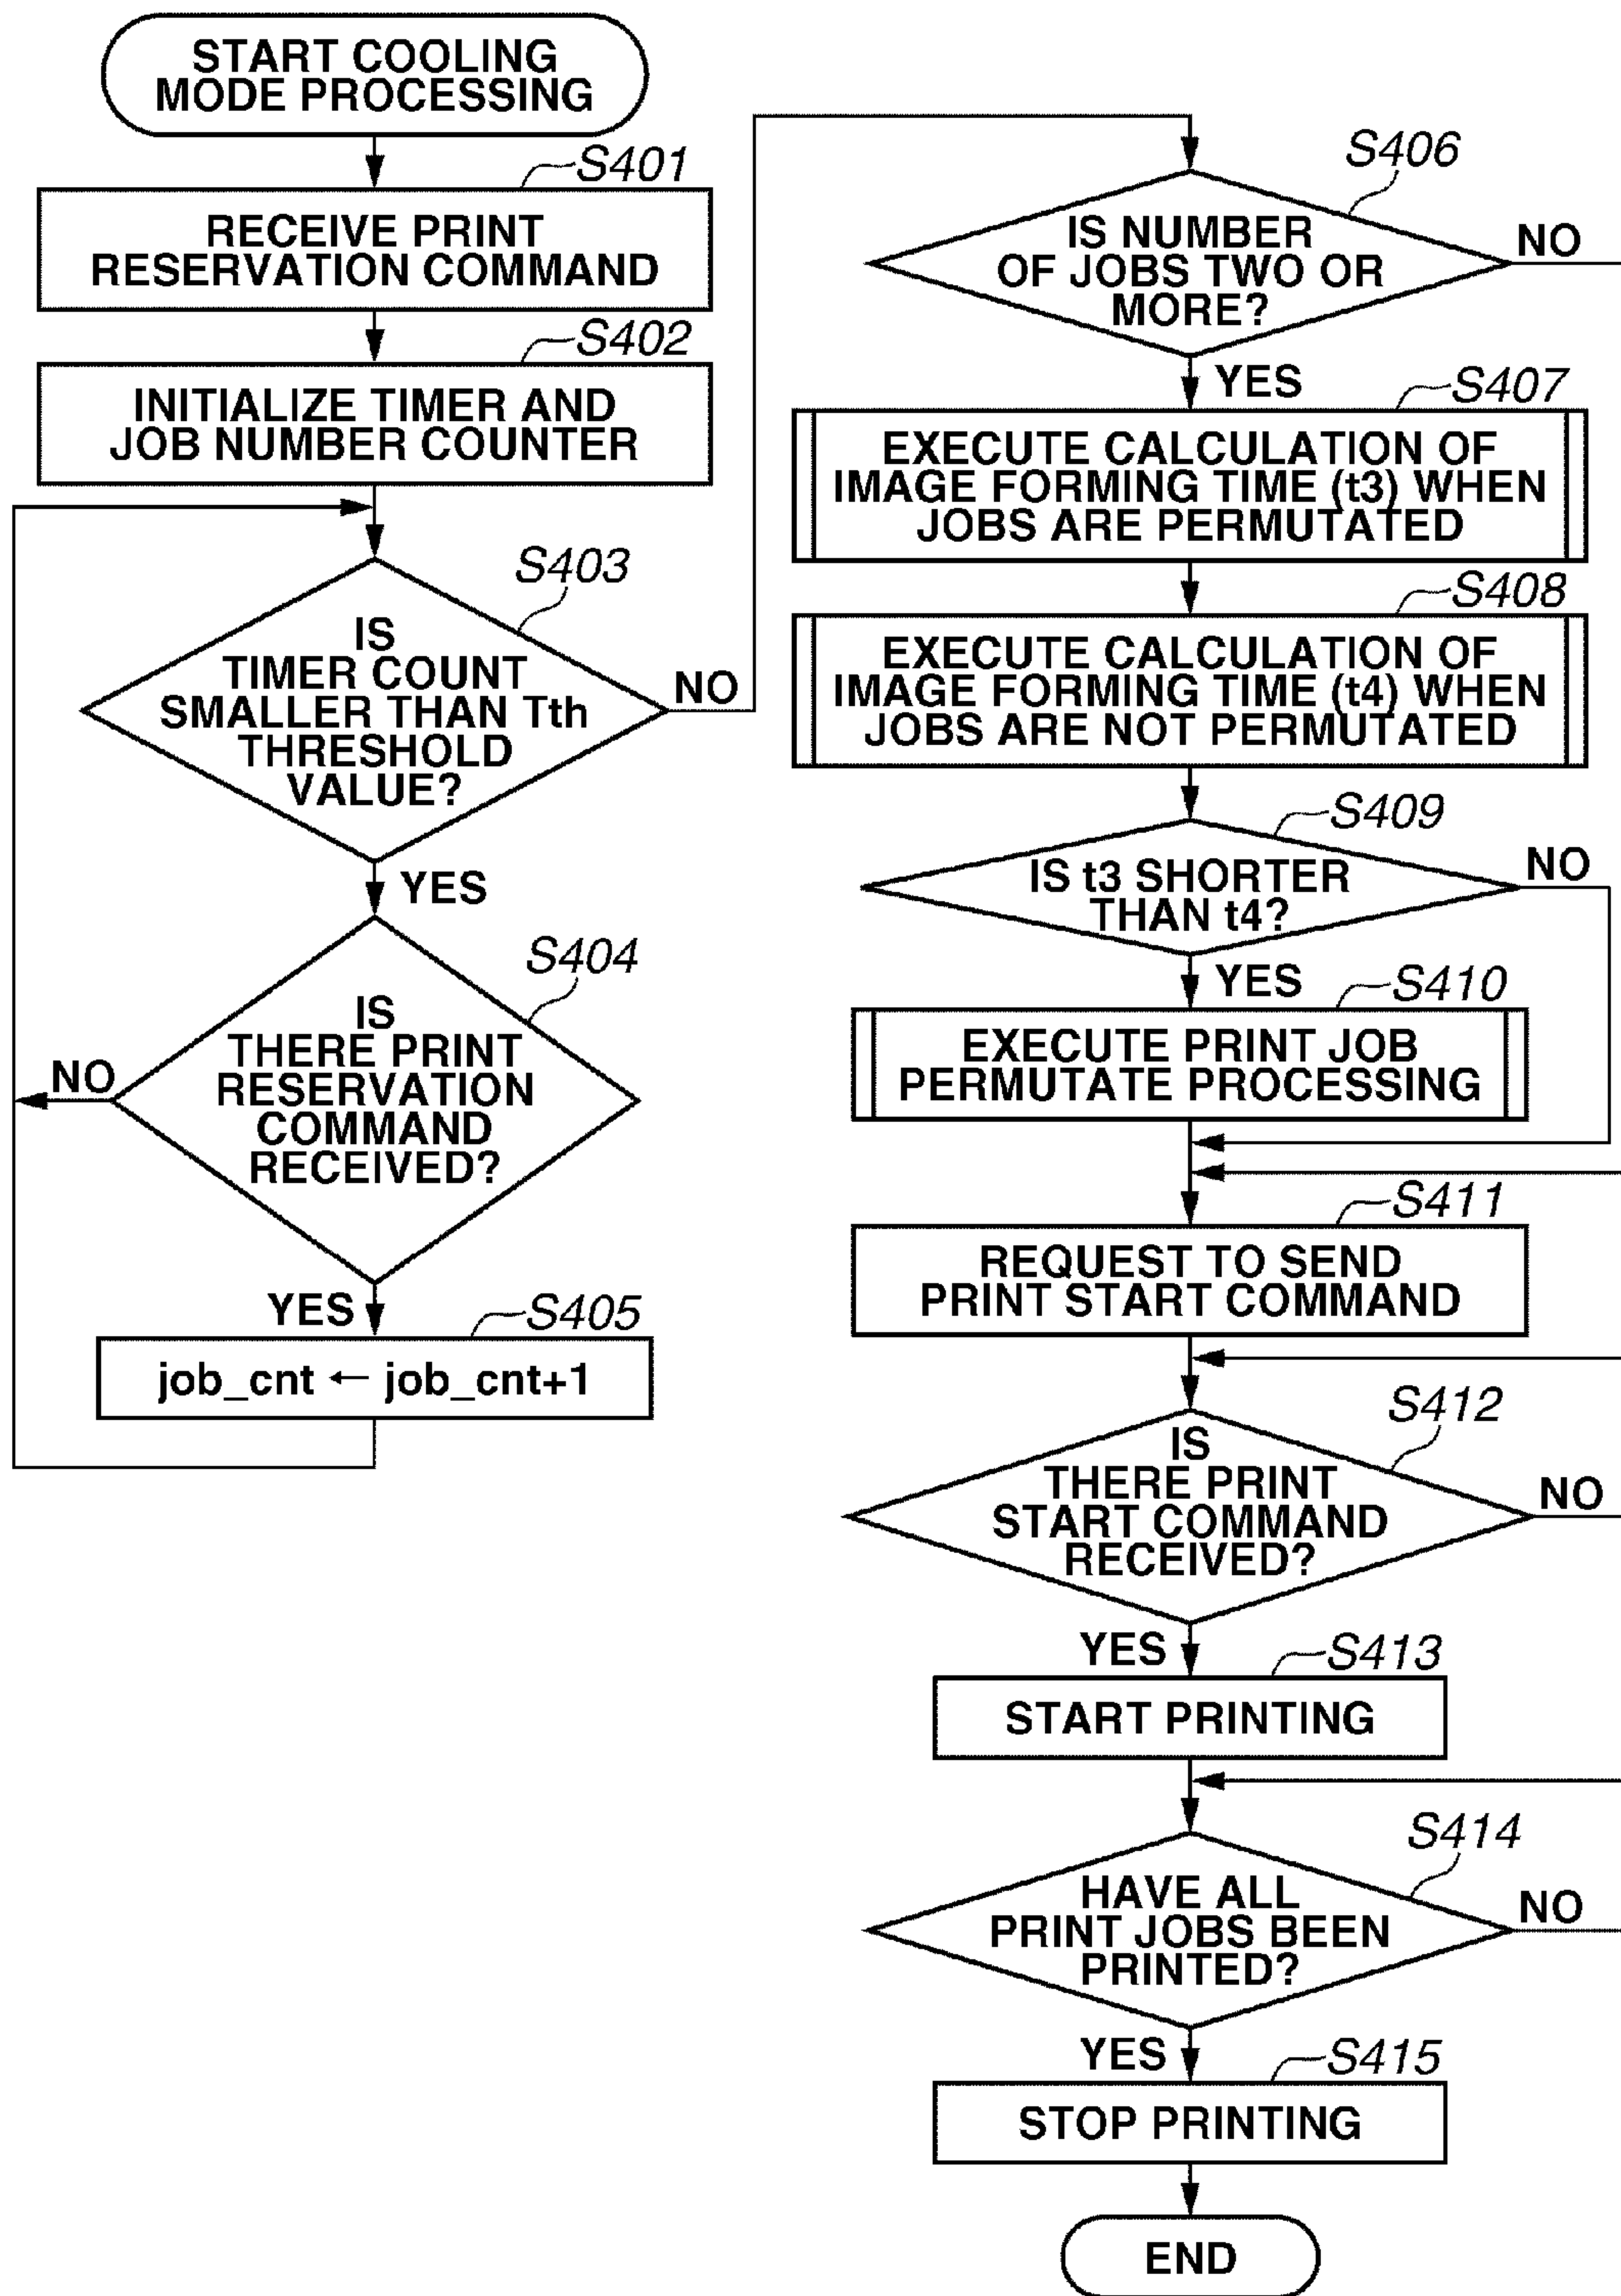 START COOLING
MODE PROCESSING
S401
RECEIVE PRINT
RESERVATION COMMAND
S402
INITIALIZE TIMER AND
JOB NUMBER COUNTER
S403
IS
TIMER COUNT
SMALLER THAN Tth
THRESHOLD
VALUE?
NO
YES
S404
IS
THERE PRINT
RESERVATION
COMMAND
RECEIVED?
NO
YES
S405
job_cnt ← job_cnt+1
S406
IS NUMBER
OF JOBS TWO OR
MORE?
NO
YES
S407
EXECUTE CALCULATION OF
IMAGE FORMING TIME (t3) WHEN
JOBS ARE PERMUTATED
S408
EXECUTE CALCULATION OF
IMAGE FORMING TIME (t4) WHEN
JOBS ARE NOT PERMUTATED
S409
IS t3 SHORTER
THAN t4?
NO
YES
S410
EXECUTE PRINT JOB
PERMUTATE PROCESSING
S411
REQUEST TO SEND
PRINT START COMMAND
S412
IS
THERE PRINT
START COMMAND
RECEIVED?
NO
YES
S413
START PRINTING
S414
HAVE ALL
PRINT JOBS BEEN
PRINTED?
NO
YES
S415
STOP PRINTING
END